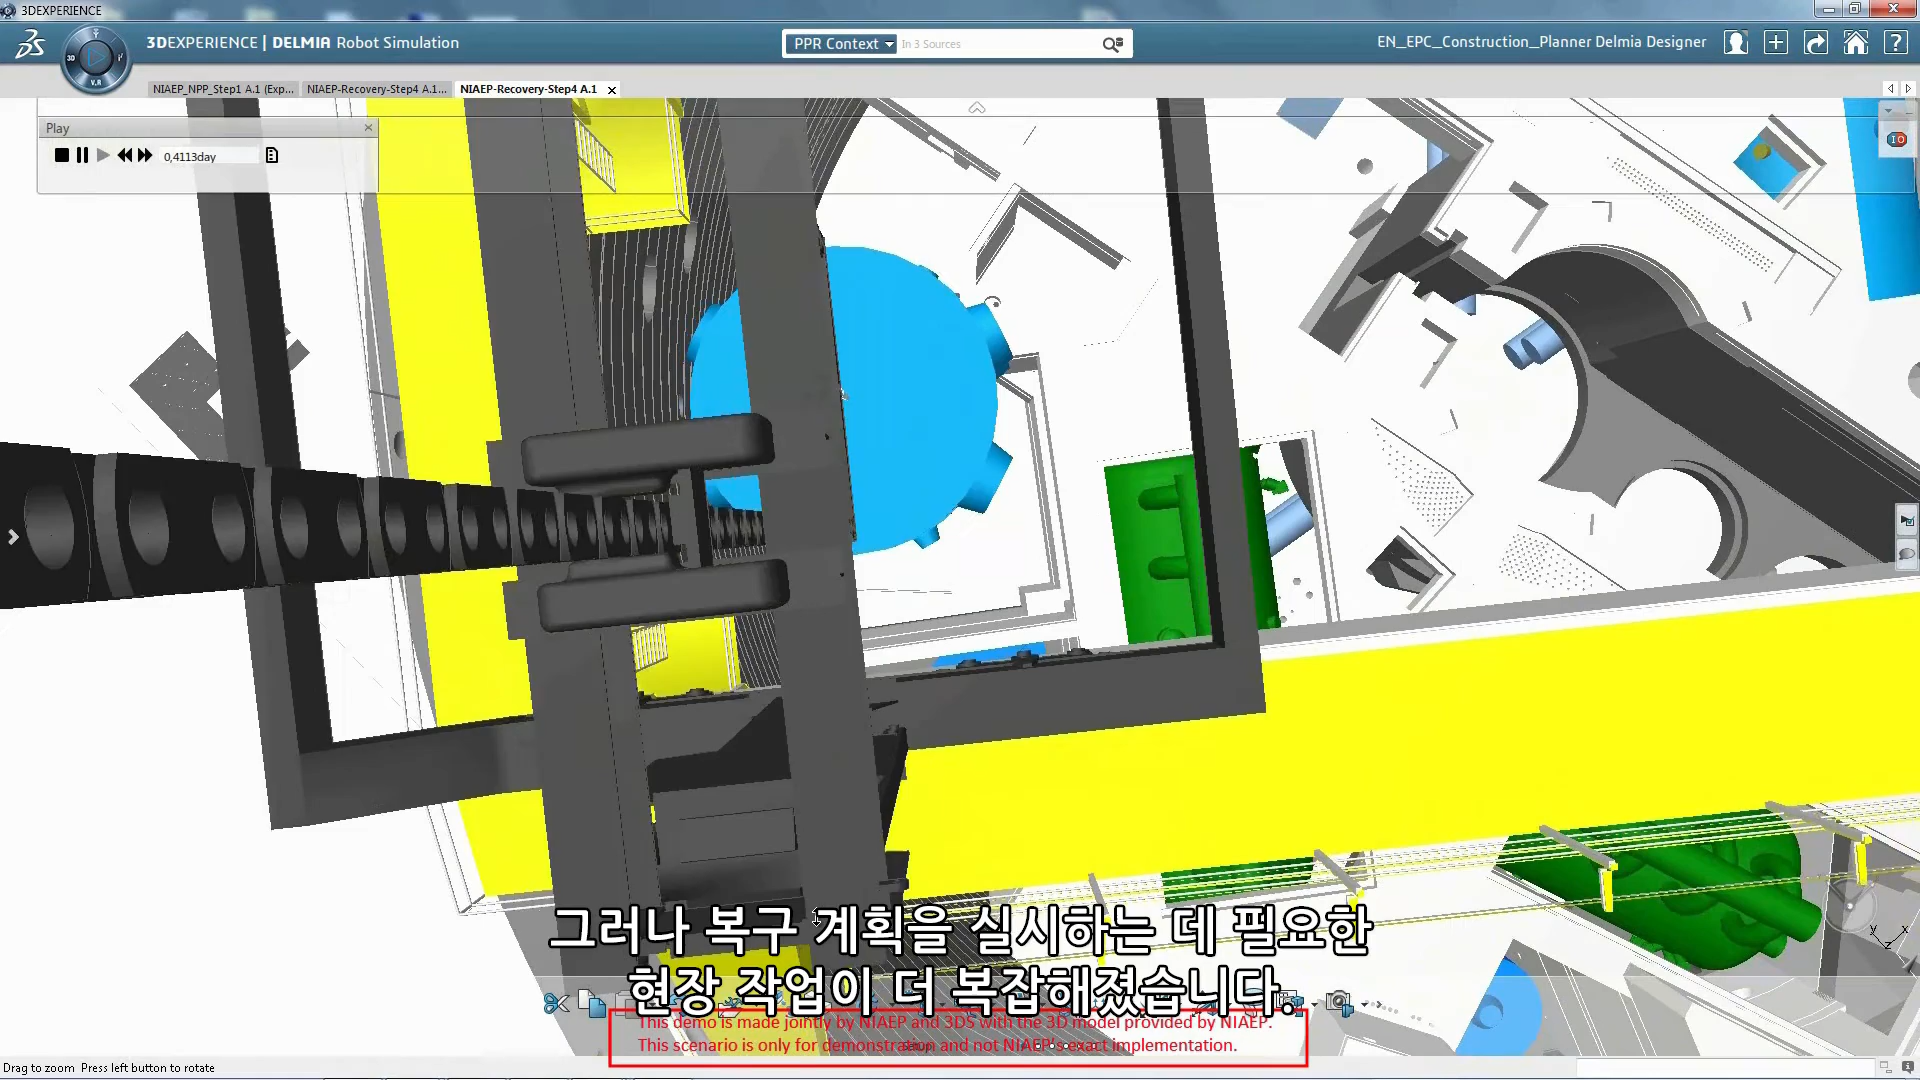 3DEXPERIENCE
3DEXPERIENCE | DELMIA Robot Simulation
PPR Context
In 3 Sources
EN_EPC_Construction_Planner Delmia Designer
3D
V.R
NIAEP_NPP_Step1 A.1 (Exp...
NIAEP-Recovery-Step4 A.1...
NIAEP-Recovery-Step4 A.1
Play
0,4113day
그러나 복구 계획을 실시하는 데 필요한
현장 작업이 더 복잡해졌습니다.
This demo is made jointly by NIAEP and 3DS with the 3D model provided by NIAEP.
This scenario is only for demonstration and not NIAEP's exact implementation.
y x
z
Drag to zoom Press left button to rotate